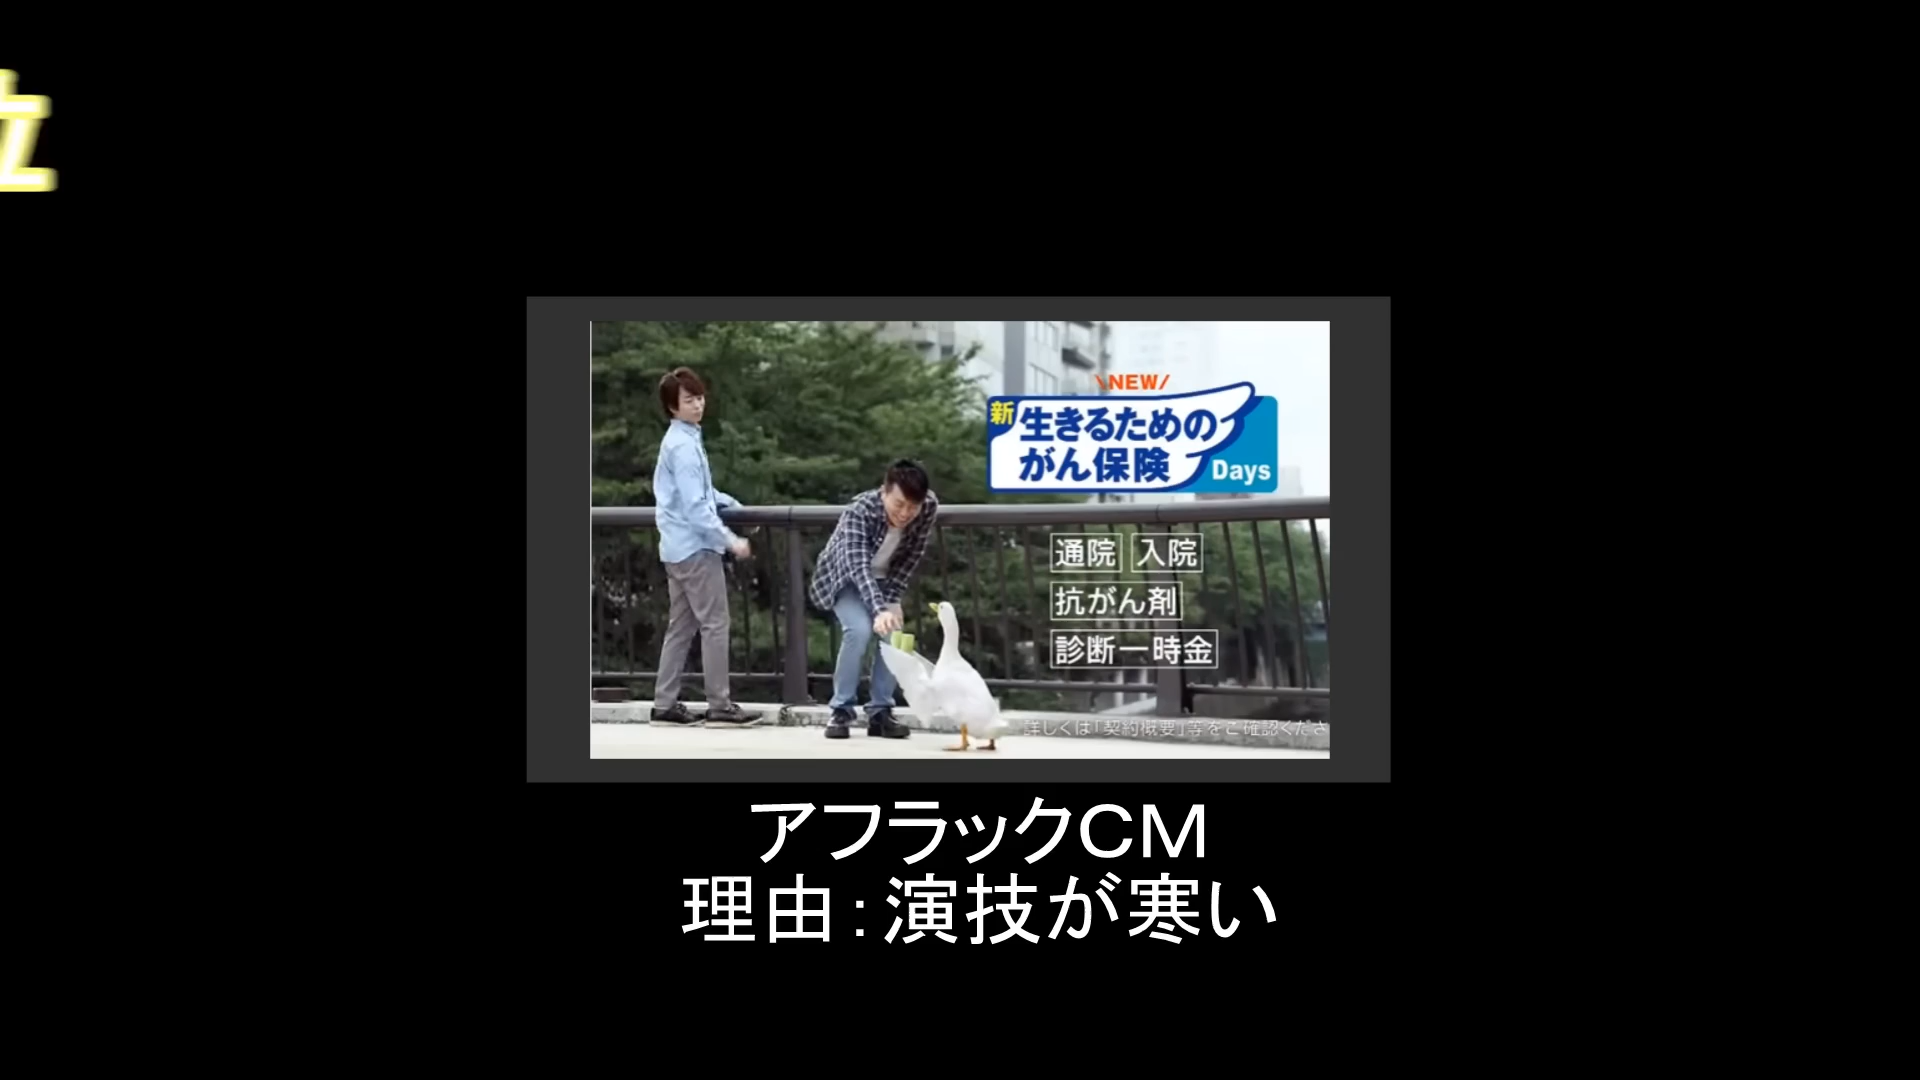 \NEW/
新 生きるための
がん保険 Days
通院 入院
抗がん剤
診断一時金
詳しくは「契約概要」等をご確認くださ
アフラックCM
理由：演技が寒い